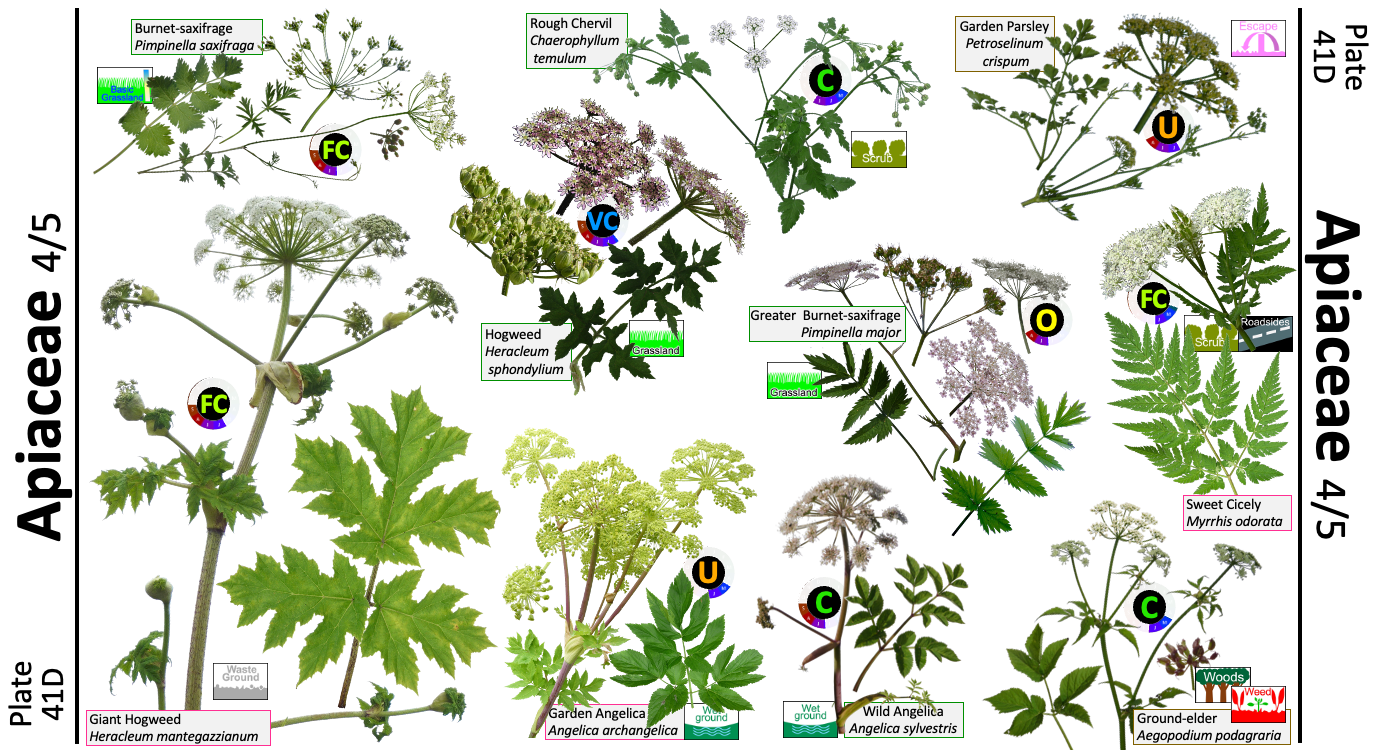 Burnet-saxifrage
Pimpinella saxifraga
Basic
Grassland
FC
Rough Chervil
Chaerophyllum
temulum
C
Scrub
Garden Parsley
Petroselinum
crispum
U
Escape
Plate
41D
Apiaceae 4/5
VC
Hogweed
Heracleum
sphondylium
Grassland
Greater Burnet-saxifrage
Pimpinella major
O
Grassland
FC
Scrub
Roadsides
Sweet Cicely
Myrrhis odorata
Apiaceae 4/5
FC
Waste
Ground
Giant Hogweed
Heracleum mantegazzianum
Plate
41D
U
Garden Angelica
Angelica archangelica
Wet
ground
C
Wet
ground
Wild Angelica
Angelica sylvestris
C
Woods
Weed
Ground-elder
Aegopodium podagraria